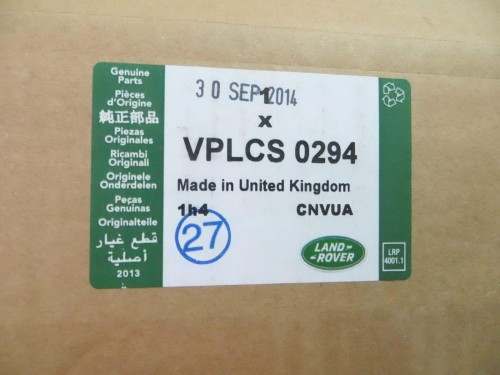 Genuine
Parts
Pièces
d'Origine
純正部品
Piezas
Originales
Ricambi
Originali
Originele
Onderdelen
Peças
Genuínas
Originalteile
قطع غيار
أصلية
2013
30 SEP 2014
1
x
VPLCS 0294
Made in United Kingdom
1h4 CNVUA
27
LAND-
ROVER
LRP
4001.1